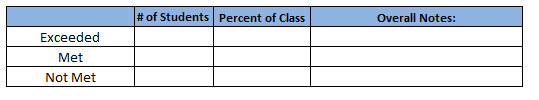 # of Students Percent of Class Overall Notes:
Exceeded
Met
Not Met